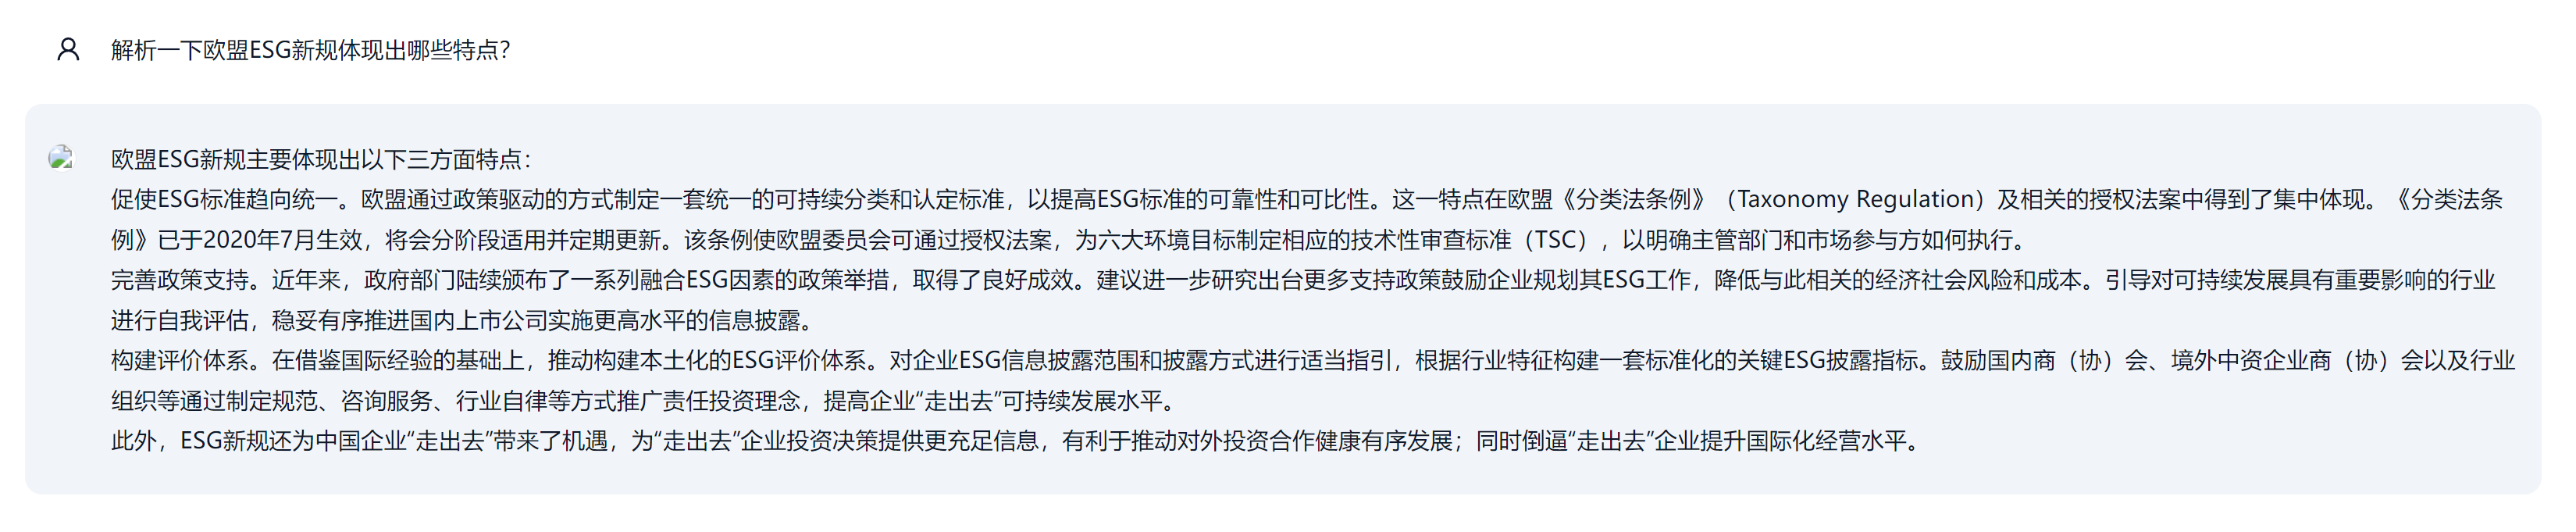 解析一下欧盟ESG新规体现出哪些特点?
欧盟ESG新规主要体现出以下三方面特点：
促使ESG标准趋向统一。欧盟通过政策驱动的方式制定一套统一的可持续分类和认定标准，以提高ESG标准的可靠性和可比性。这一特点在欧盟《分类法条例》（Taxonomy Regulation）及相关的授权法案中得到了集中体现。《分类法条
例》已于2020年7月生效，将会分阶段适用并定期更新。该条例使欧盟委员会可通过授权法案，为六大环境目标制定相应的技术性审查标准（TSC），以明确主管部门和市场参与方如何执行。
完善政策支持。近年来，政府部门陆续颁布了一系列融合ESG因素的政策举措，取得了良好成效。建议进一步研究出台更多支持政策鼓励企业规划其ESG工作，降低与此相关的经济社会风险和成本。引导对可持续发展具有重要影响的行业
进行自我评估，稳妥有序推进国内上市公司实施更高水平的信息披露。
构建评价体系。在借鉴国际经验的基础上，推动构建本土化的ESG评价体系。对企业ESG信息披露范围和披露方式进行适当指引，根据行业特征构建一套标准化的关键ESG披露指标。鼓励国内商（协）会、境外中资企业商（协）会以及行业
组织等通过制定规范、咨询服务、行业自律等方式推广责任投资理念，提高企业“走出去”可持续发展水平。
此外，ESG新规还为中国企业“走出去”带来了机遇，为“走出去”企业投资决策提供更充足信息，有利于推动对外投资合作健康有序发展；同时倒逼“走出去”企业提升国际化经营水平。